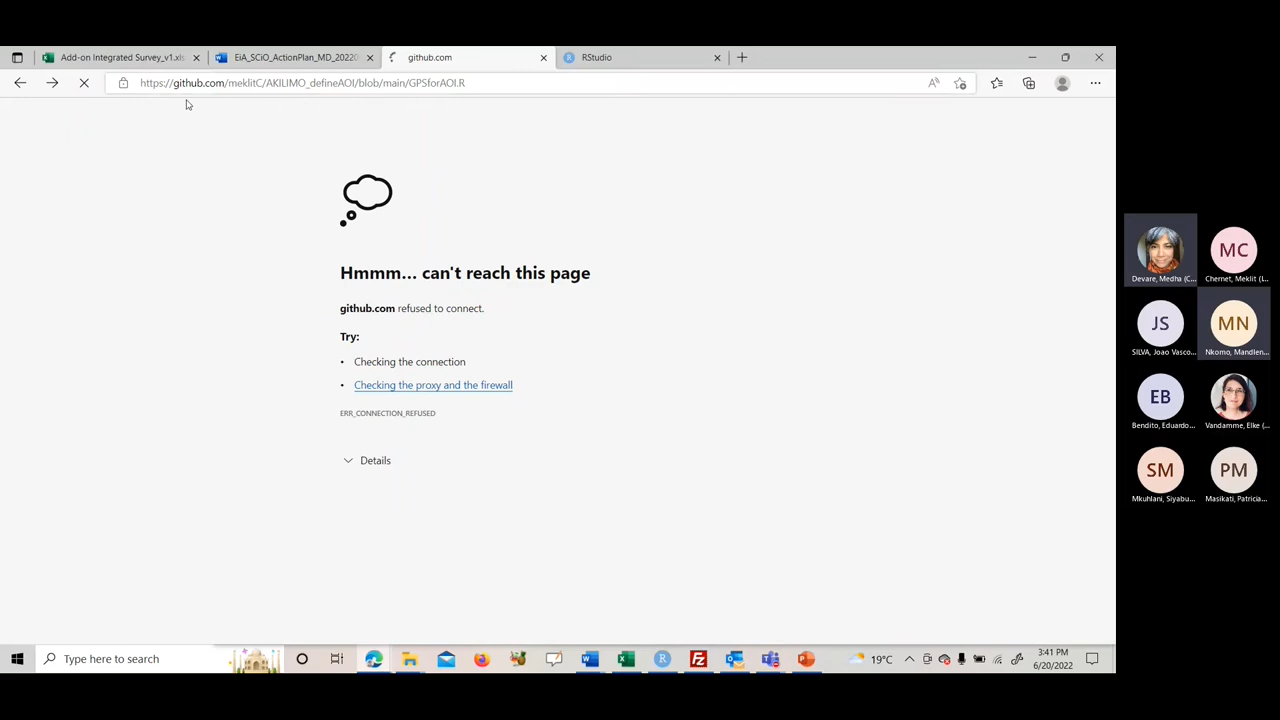 Add-on Integrated Survey_v1.xls
EiA_SCiO_ActionPlan_MD_20220
github.com
RStudio
https://github.com/meklitC/AKILIMO_defineAOI/blob/main/GPSforAOI.R
Hmmm... can't reach this page
github.com refused to connect.
Try:
• Checking the connection
• Checking the proxy and the firewall
ERR_CONNECTION_REFUSED
Details
Devare, Medha (C...
MC
Chernet, Meklit (I...
JS
SILVA, Joao Vasco...
MN
Nkomo, Mandlen...
EB
Bendito, Eduardo...
Vandamme, Elke (...
SM
Mkuhlani, Siyabu...
PM
Masikati, Patricia...
Type here to search
19°C
3:41 PM
6/20/2022